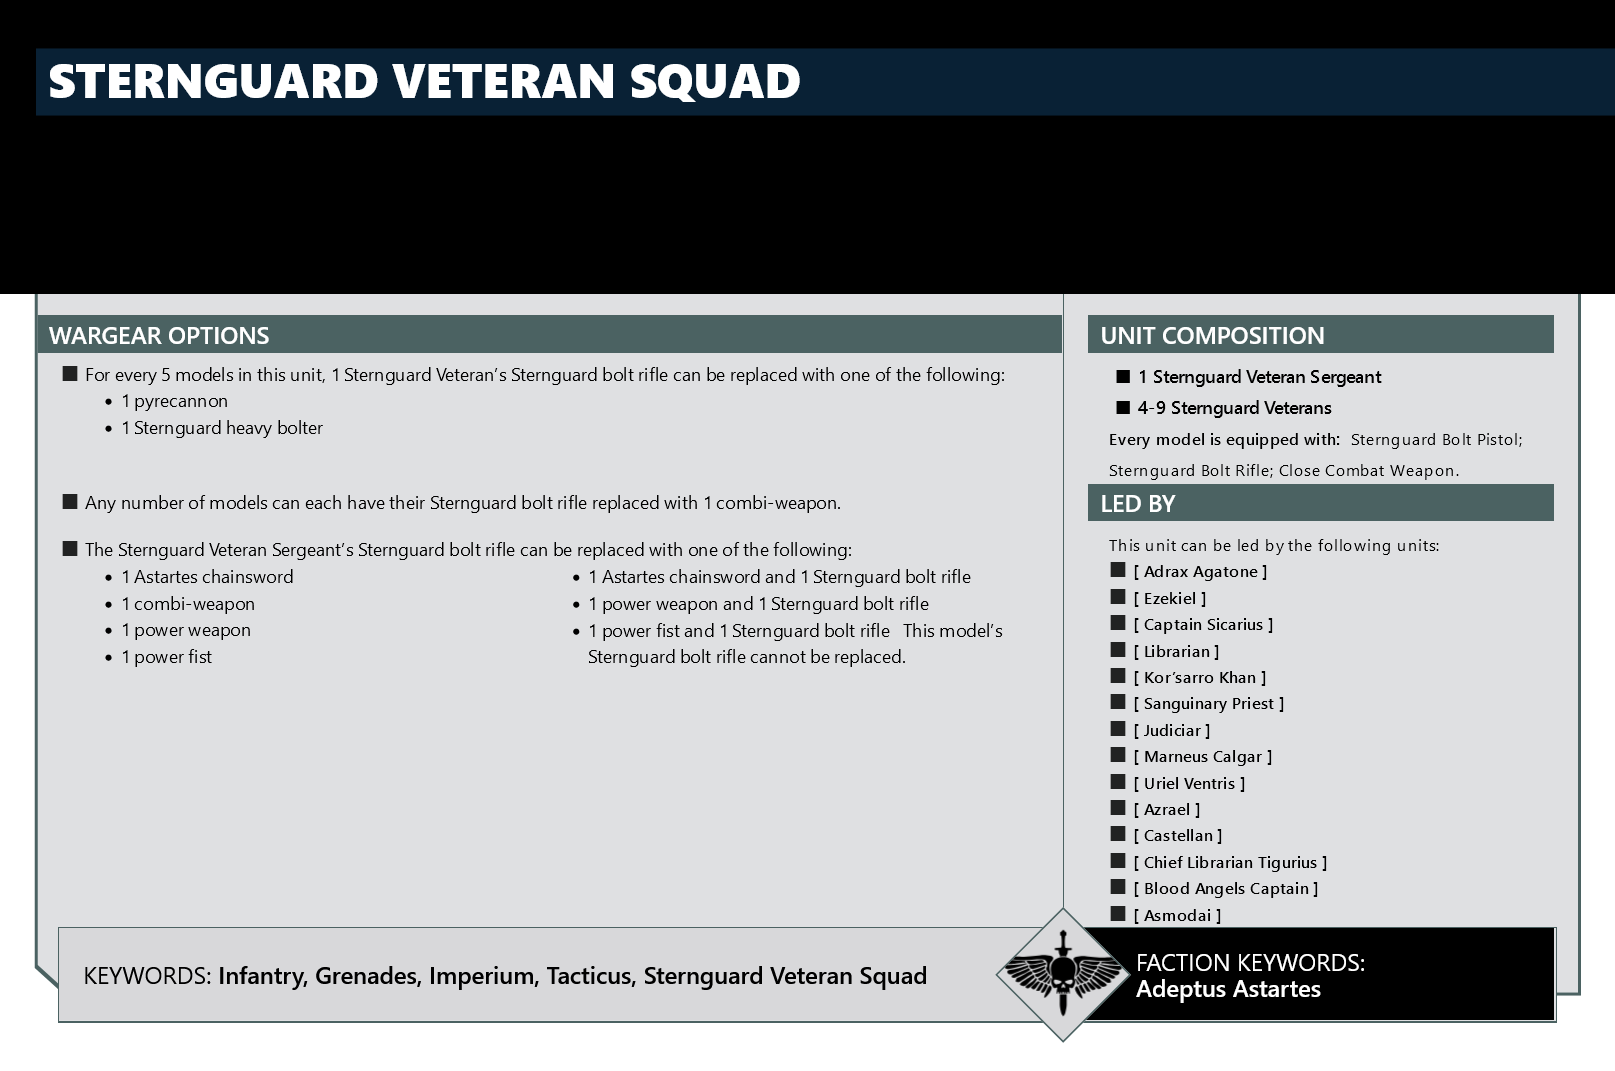 STERNGUARD VETERAN SQUAD
WARGEAR OPTIONS
■ For every 5 models in this unit, 1 Sternguard Veteran’s Sternguard bolt rifle can be replaced with one of the following:
• 1 pyrecannon
• 1 Sternguard heavy bolter
■ Any number of models can each have their Sternguard bolt rifle replaced with 1 combi-weapon.
■ The Sternguard Veteran Sergeant’s Sternguard bolt rifle can be replaced with one of the following:
• 1 Astartes chainsword
• 1 combi-weapon
• 1 power weapon
• 1 power fist
• 1 Astartes chainsword and 1 Sternguard bolt rifle
• 1 power weapon and 1 Sternguard bolt rifle
• 1 power fist and 1 Sternguard bolt rifle This model’s
Sternguard bolt rifle cannot be replaced.
UNIT COMPOSITION
■ 1 Sternguard Veteran Sergeant
■ 4-9 Sternguard Veterans
Every model is equipped with: Sternguard Bolt Pistol;
Sternguard Bolt Rifle; Close Combat Weapon.
LED BY
This unit can be led by the following units:
■ [ Adrax Agatone ]
■ [ Ezekiel ]
■ [ Captain Sicarius ]
■ [ Librarian ]
■ [ Kor’sarro Khan ]
■ [ Sanguinary Priest ]
■ [ Judiciar ]
■ [ Marneus Calgar ]
■ [ Uriel Ventris ]
■ [ Azrael ]
■ [ Castellan ]
■ [ Chief Librarian Tigurius ]
■ [ Blood Angels Captain ]
■ [ Asmodai ]
KEYWORDS: Infantry, Grenades, Imperium, Tacticus, Sternguard Veteran Squad
FACTION KEYWORDS:
Adeptus Astartes